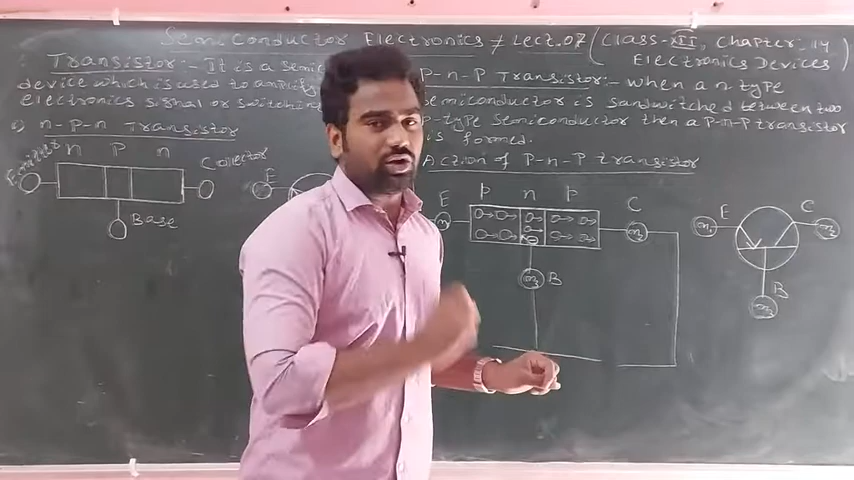 Semiconductor Electronics ≠ Lect.07 (Class-XII, Chapter-14
Electronics Devices)
Transistor:- It is a semic
device which is used to amplify
electronics signal or switching
1) n-p-n Transistor
Emitter n p n Collector
Base
E
P-n-P Transistor:- when a n type
semiconductor is sandwitched between two
p-type semiconductor then a P-n-P transistor
is formed.
Action of P-n-P transistor
E p n p C
B
E C
B